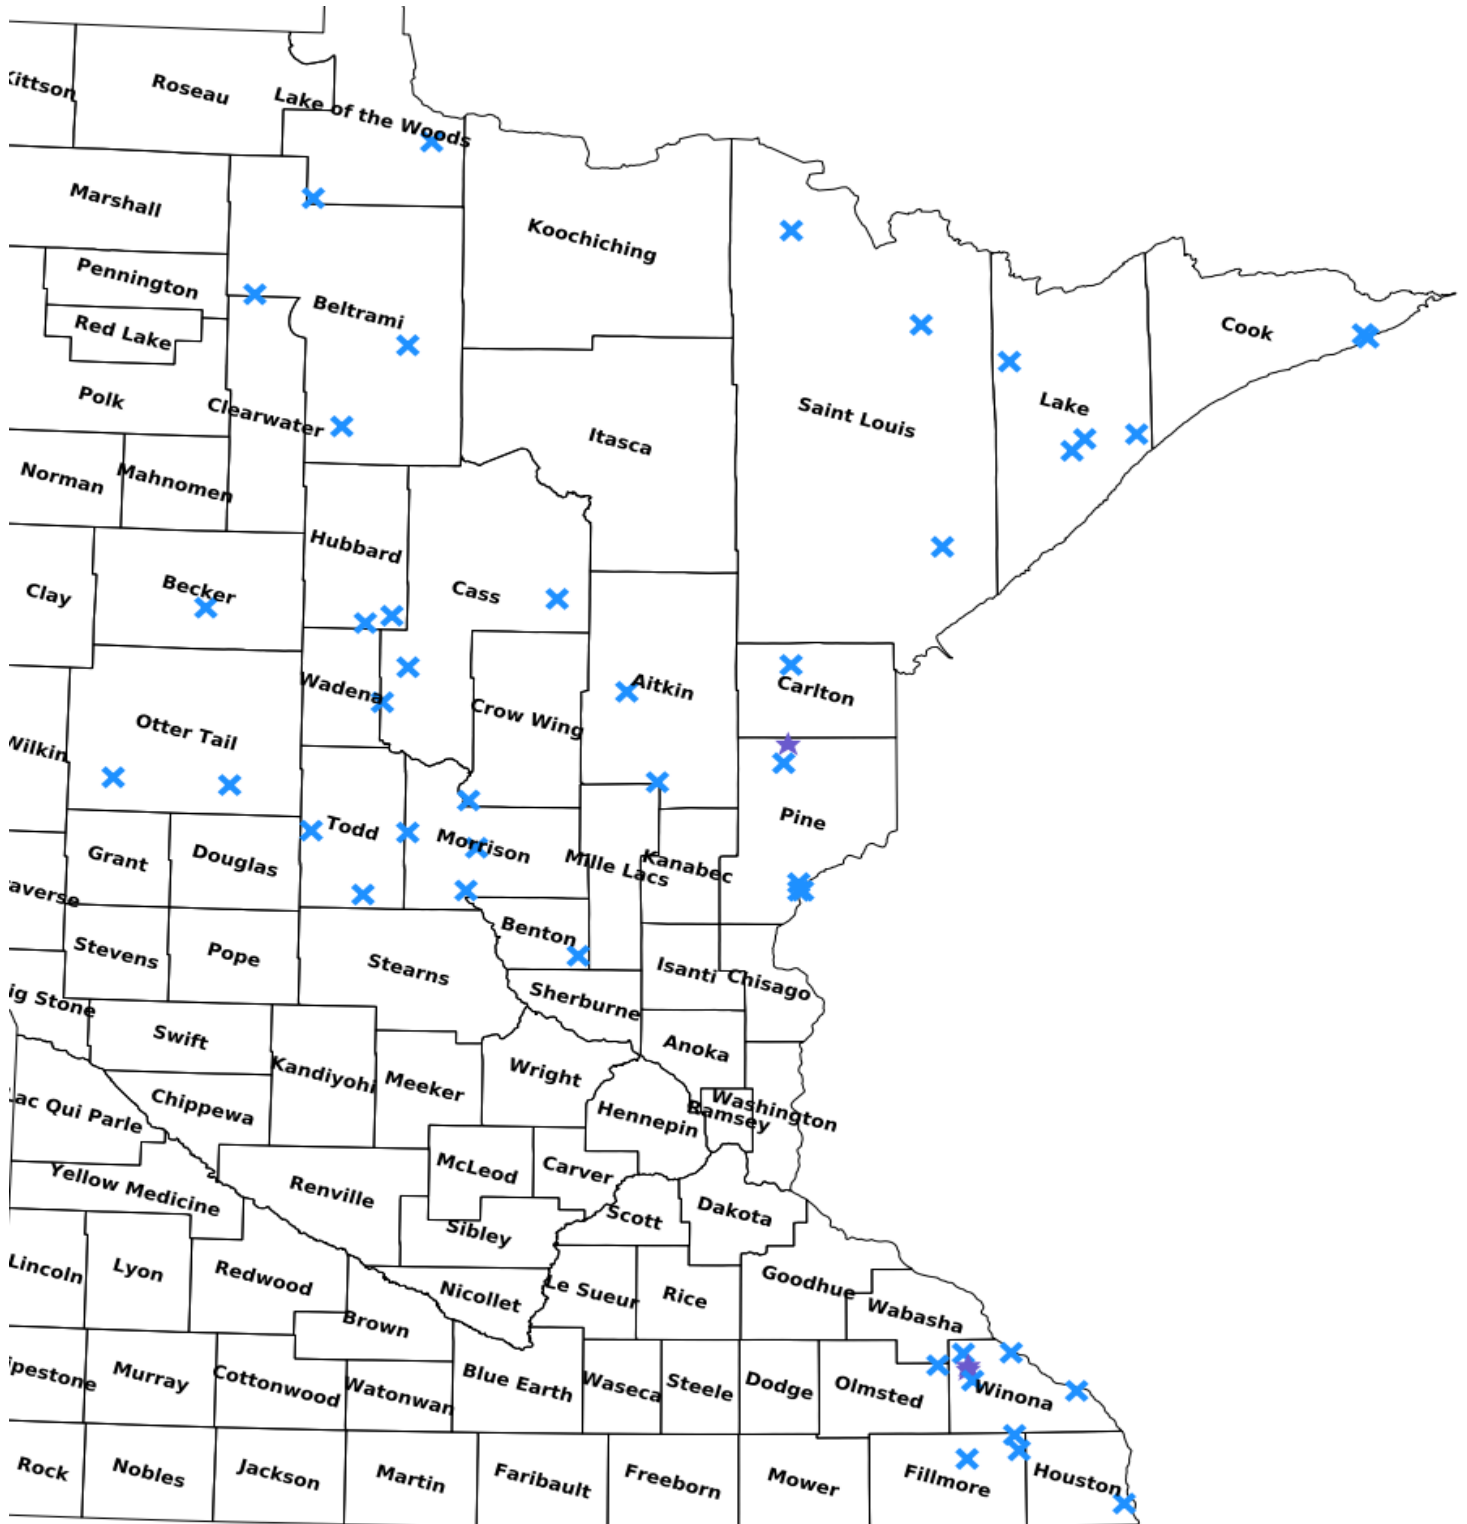 Kittson
Roseau
Lake of the Woods
Marshall
Koochiching
Pennington
Beltrami
Red Lake
Cook
Polk
Clearwater
Saint Louis
Lake
Itasca
Norman
Mahnomen
Hubbard
Clay
Becker
Cass
Wadena
Aitkin
Carlton
Otter Tail
Crow Wing
Wilkin
Pine
Todd
Morrison
Grant
Douglas
Mille Lacs
Kanabec
averse
Benton
Stevens
Pope
Stearns
Isanti
Chisago
ig Stone
Sherburne
Swift
Anoka
Kandiyohi
Meeker
Wright
Lac Qui Parle
Chippewa
Hennepin
Ramsey
Washington
McLeod
Carver
Yellow Medicine
Renville
Sibley
Scott
Dakota
Lincoln
Lyon
Redwood
Nicollet
Le Sueur
Rice
Goodhue
Wabasha
Brown
ipestone
Murray
Cottonwood
Watonwan
Blue Earth
Waseca
Steele
Dodge
Olmsted
Winona
Rock
Nobles
Jackson
Martin
Faribault
Freeborn
Mower
Fillmore
Houston